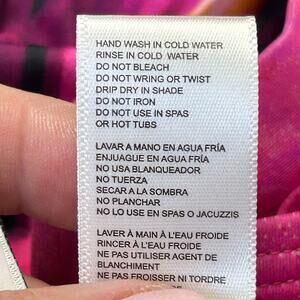 HAND WASH IN COLD WATER
RINSE IN COLD WATER
DO NOT BLEACH
DO NOT WRING OR TWIST
DRIP DRY IN SHADE
DO NOT IRON
DO NOT USE IN SPAS
OR HOT TUBS
LAVAR A MANO EN AGUA FRÍA
ENJUAGUE EN AGUA FRÍA
NO USA BLANQUEADOR
NO TUERZA
SECAR A LA SOMBRA
NO PLANCHAR
NO LO USE EN SPAS O JACUZZIS
LAVER À MAIN À L'EAU FROIDE
RINCER À L'EAU FROIDE
NE PAS UTILISER AGENT DE
BLANCHIMENT
NE PAS FROISSER NI TORDRE